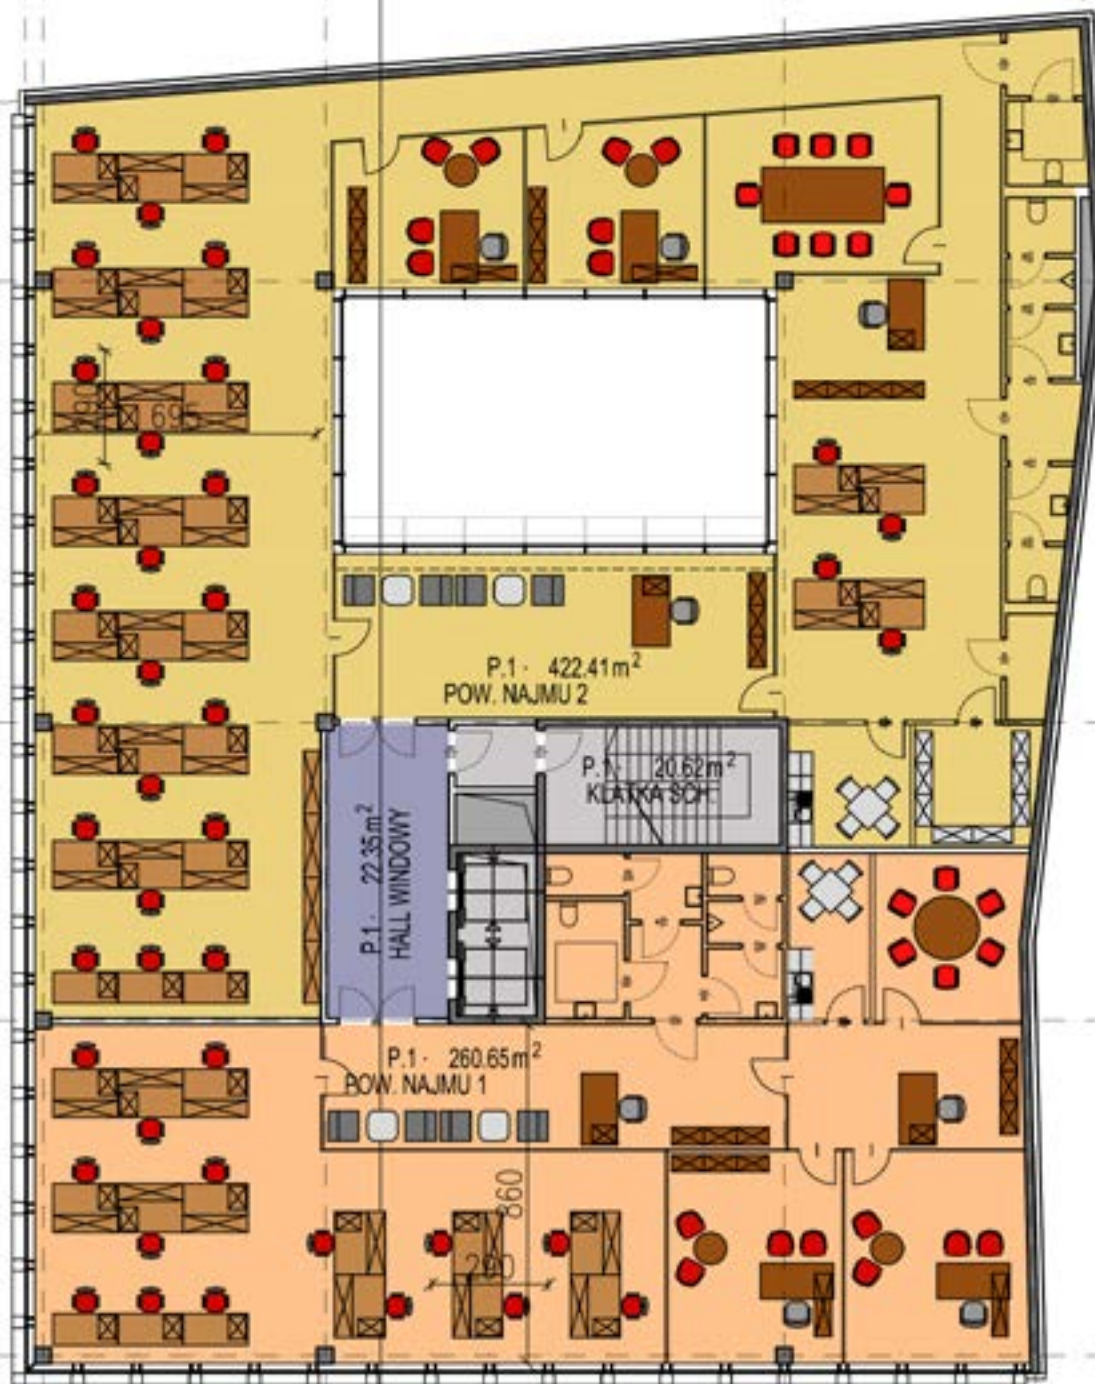 695
P.1 · 422.41m²
POW. NAJMU 2
P.1 · 20.62m²
KLATKA SCH.
P.1 · 22.35m²
HALL WINDOWY
P.1 · 260.65m²
POW. NAJMU 1
860
290